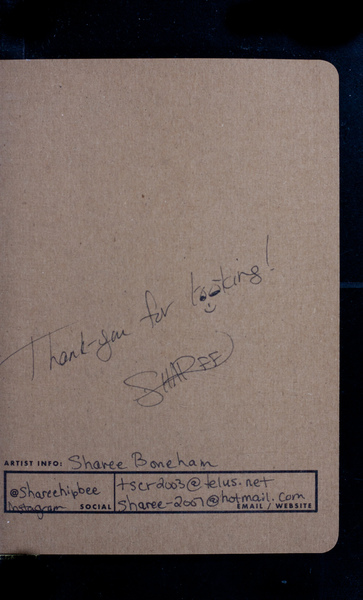 Thank-you for looking!
SHAREE
ARTIST INFO: Sharee Boneham
@shareehipbee
Instagram SOCIAL
tscr2003@telus.net
Sharee-2007@hotmail.com
EMAIL / WEBSITE